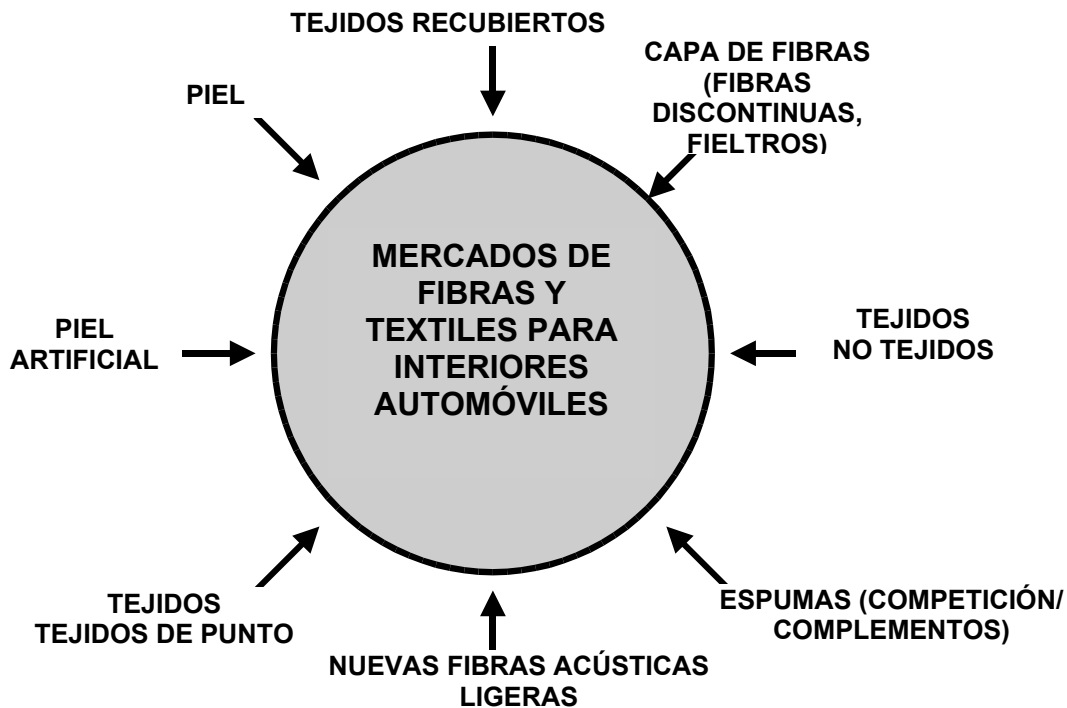 TEJIDOS RECUBIERTOS
CAPA DE FIBRAS
(FIBRAS
DISCONTINUAS,
FIELTROS)
PIEL
MERCADOS DE
FIBRAS Y
TEXTILES PARA
INTERIORES
AUTOMÓVILES
PIEL
ARTIFICIAL
TEJIDOS
NO TEJIDOS
TEJIDOS
TEJIDOS DE PUNTO
ESPUMAS (COMPETICIÓN/
COMPLEMENTOS)
NUEVAS FIBRAS ACÚSTICAS
LIGERAS